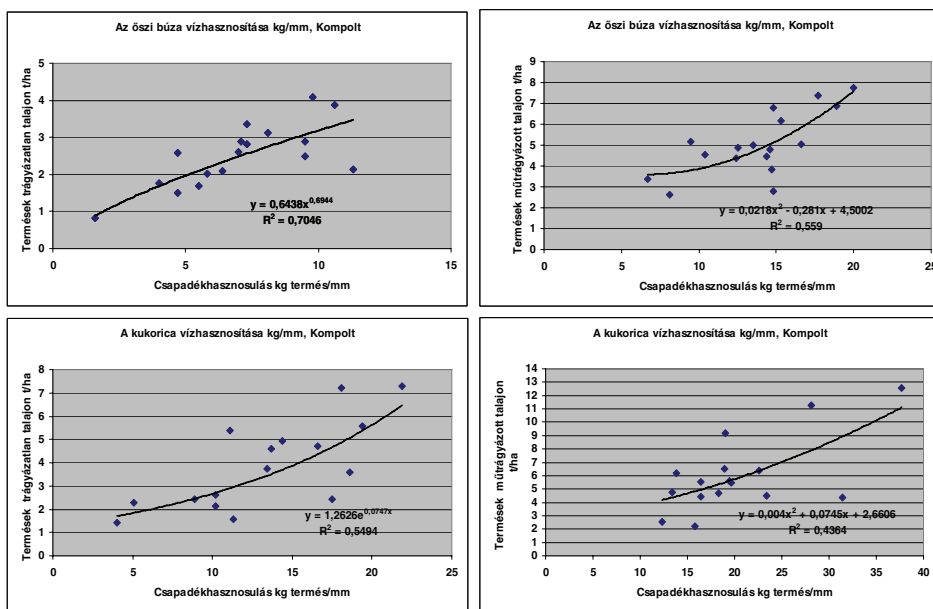 Az őszi búza vízhasznosítása kg/mm, Kompolt
Termések trágyázatlan talajon t/ha
5
4
3
2
1
0
y = 0,6438x^0,6944
R² = 0,7046
0 5 10 15
Csapadékhasznosulás kg termés/mm
Az őszi búza vízhasznosítása kg/mm, Kompolt
Termések műtrágyázott talajon t/ha
9
8
7
6
5
4
3
2
1
0
y = 0,0218x² - 0,281x + 4,5002
R² = 0,559
0 5 10 15 20 25
Csapadékhasznosulás kg termés/mm
A kukorica vízhasznosítása kg/mm, Kompolt
Termések trágyázatlan talajon t/ha
8
7
6
5
4
3
2
1
0
y = 1,2626e^0,0747x
R² = 0,5494
0 5 10 15 20 25
Csapadékhasznosulás kg termés/mm
A kukorica vízhasznosítása kg/mm, Kompolt
Termések műtrágyázott talajon
t/ha
14
13
12
11
10
9
8
7
6
5
4
3
2
1
0
y = 0,004x² + 0,0745x + 2,6606
R² = 0,4364
0 5 10 15 20 25 30 35 40
Csapadékhasznosulás kg termés/mm